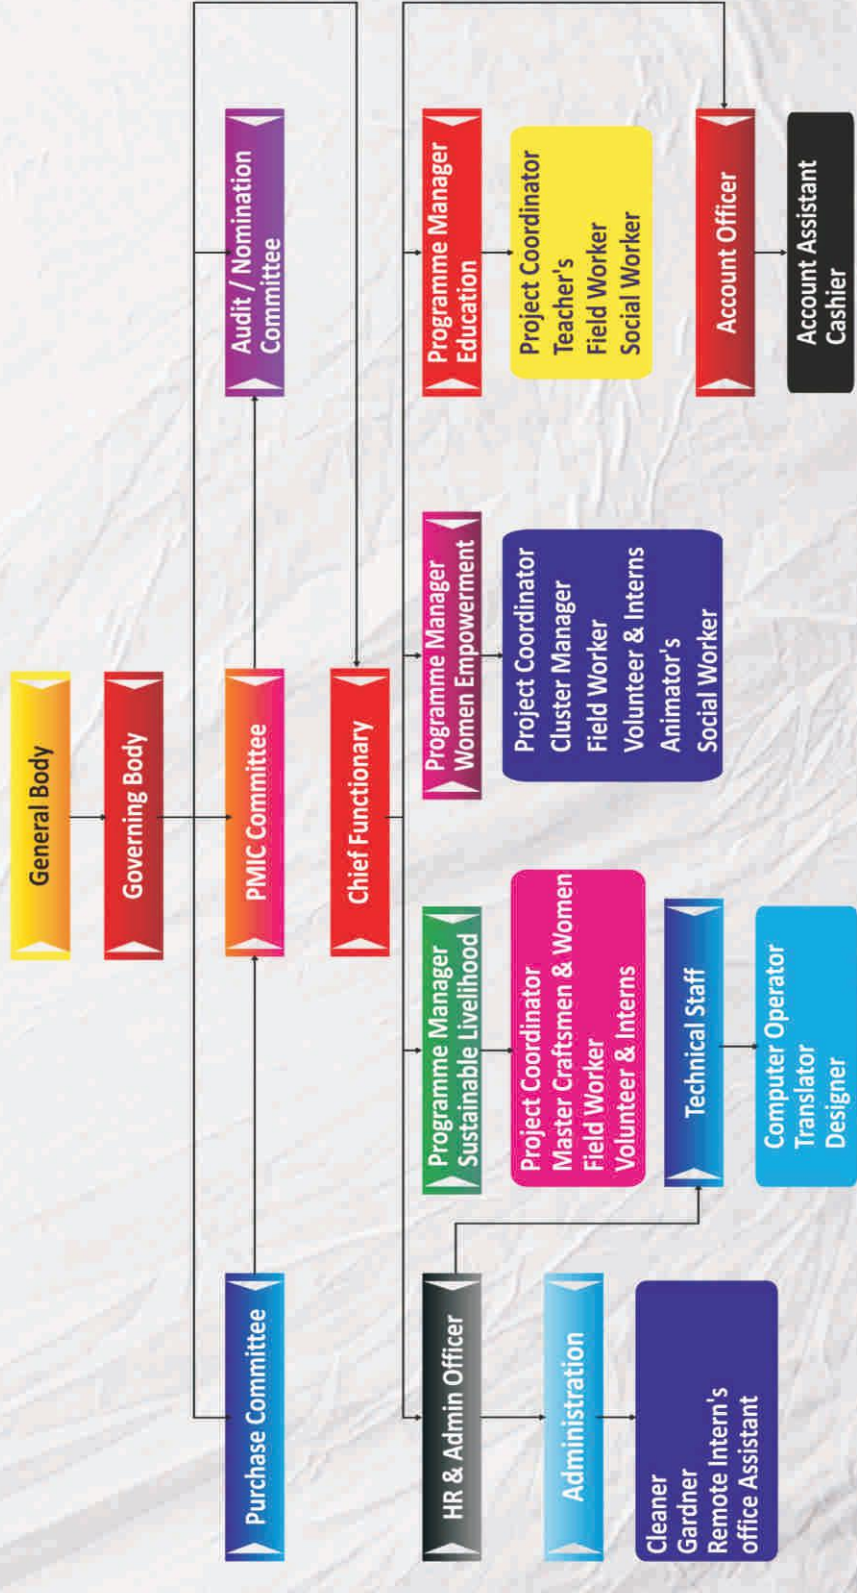 General Body
Governing Body
Purchase Committee
PMIC Committee
Audit / Nomination
Committee
Chief Functionary
HR & Admin Officer
Programme Manager
Sustainable Livelihood
Programme Manager
Women Empowerment
Programme Manager
Education
Administration
Cleaner
Gardner
Remote Intern's
office Assistant
Project Coordinator
Master Craftsmen & Women
Field Worker
Volunteer & Interns
Technical Staff
Computer Operator
Translator
Designer
Project Coordinator
Cluster Manager
Field Worker
Volunteer & Interns
Animator's
Social Worker
Project Coordinator
Teacher's
Field Worker
Social Worker
Account Officer
Account Assistant
Cashier